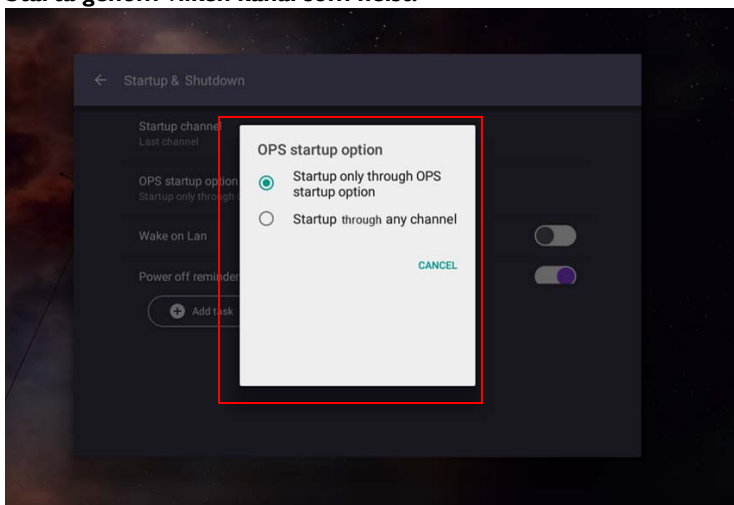 Starta genom vilken kanal som helst.
Startup & Shutdown
Startup channel
Last channel
OPS startup option
Startup only through
Wake on Lan
Power off reminder
Add task
OPS startup option
Startup only through OPS
startup option
Startup through any channel
CANCEL